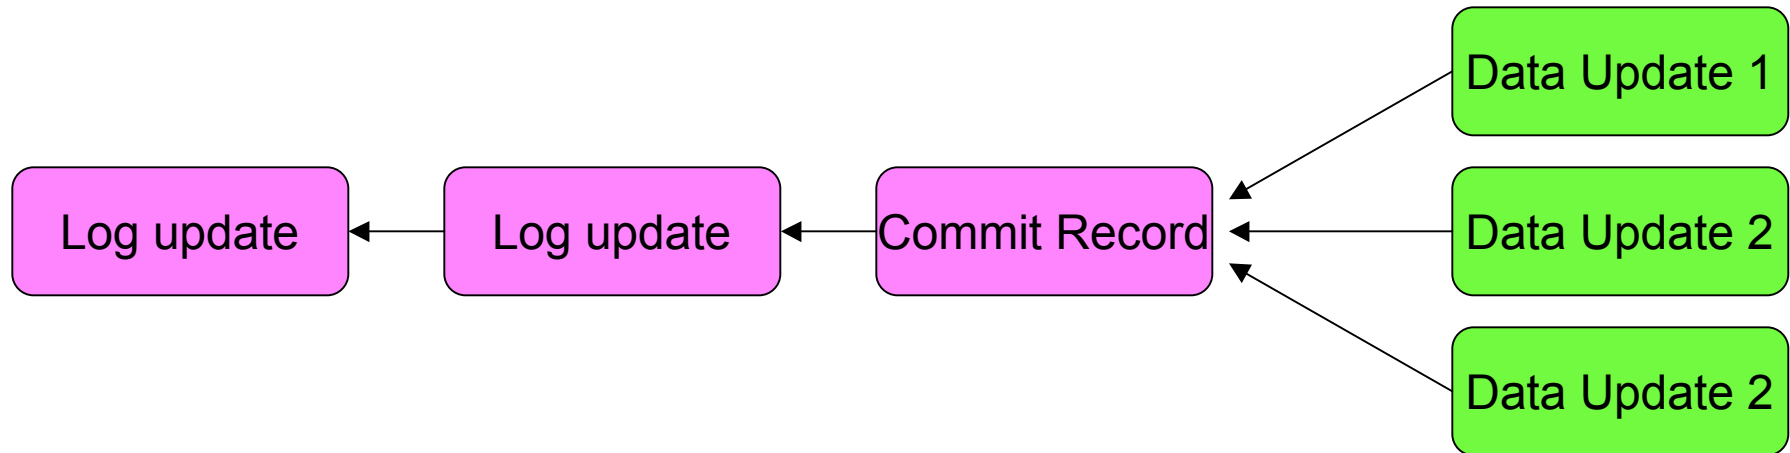 Data Update 1
Log update
Log update
Commit Record
Data Update 2
Data Update 2